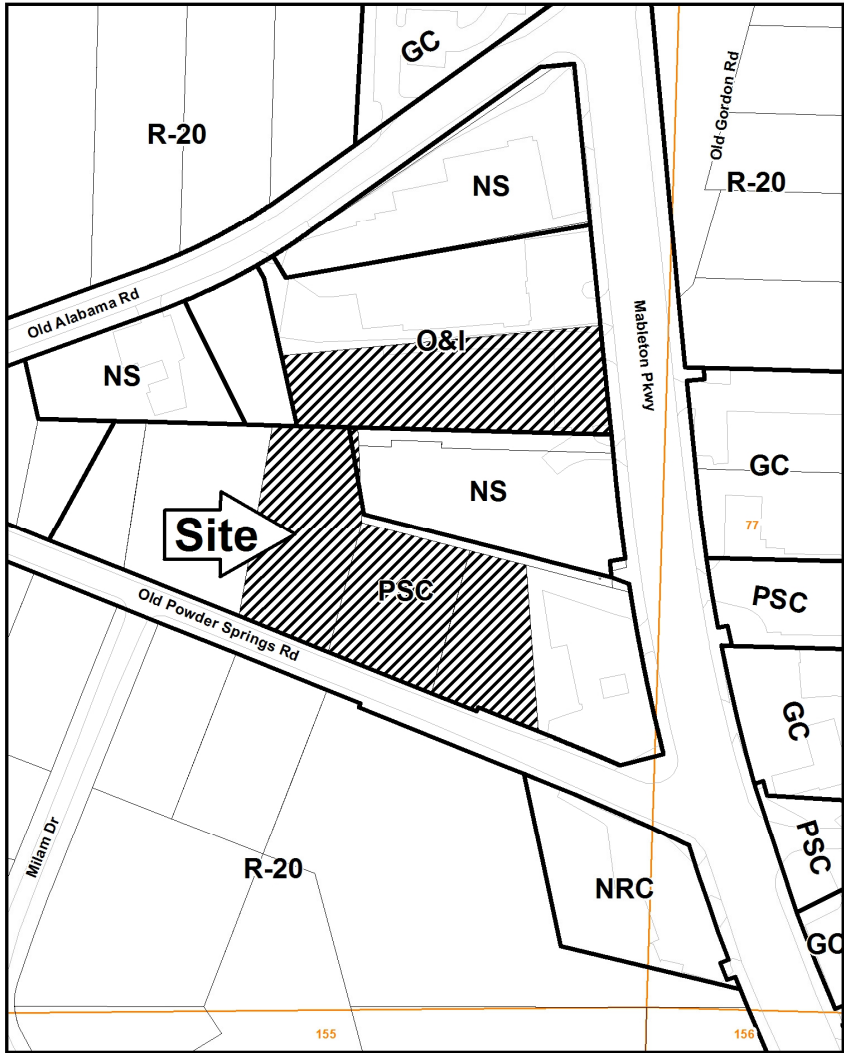 GC
R-20
Old Gordon Rd
NS
R-20
Old Alabama Rd
O&I
Mableton Pkwy
NS
GC
NS
77
Site
PSC
PSC
Old Powder Springs Rd
GC
Milam Dr
PSC
R-20
NRC
GC
155
156